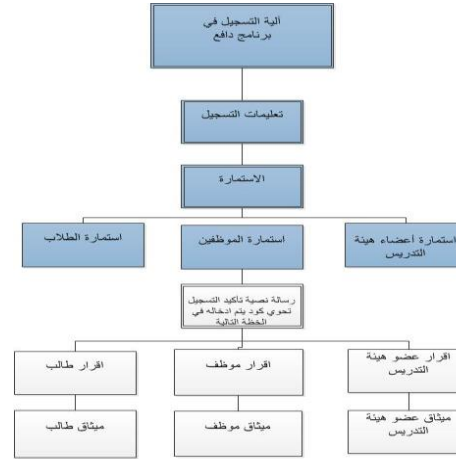 ألية التسجيل في
برنامج دافع
تعليمات التسجيل
الاستمارة
استمارة أعضاء هيئة
التدريس
استمارة الموظفين
استمارة الطلاب
رسالة نصية تأكيد التسجيل
تحوي كود يتم ادخاله في
الخظة التالية
اقرار عضو هيئة
التدريس
اقرار موظف
اقرار طالب
ميثاق عضو هيئة
التدريس
ميثاق موظف
ميثاق طالب